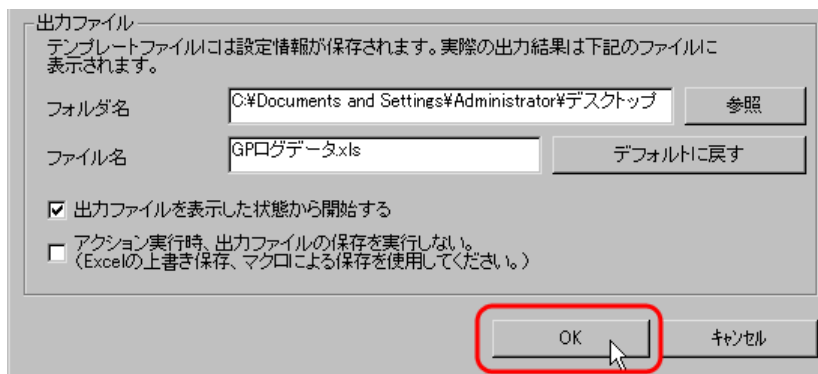 出力ファイル
テンプレートファイルには設定情報が保存されます。実際の出力結果は下記のファイルに
表示されます。
フォルダ名 C:¥Documents and Settings¥Administrator¥デスクトップ 参照
ファイル名 GPログデータ.xls デフォルトに戻す
出力ファイルを表示した状態から開始する
アクション実行時、出力ファイルの保存を実行しない。
（Excelの上書き保存、マクロによる保存を使用してください。）
OK キャンセル